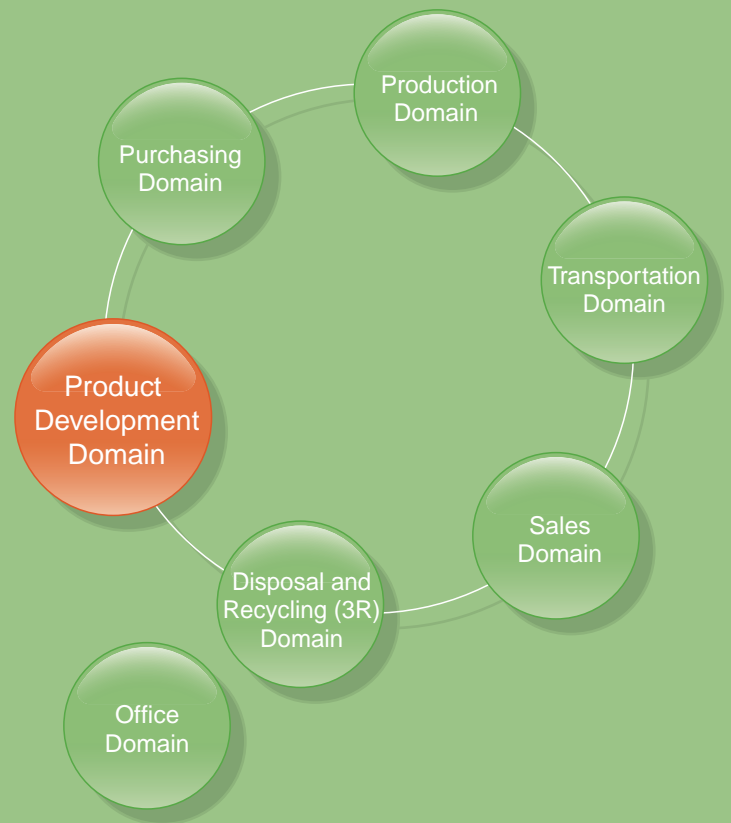 Production
Domain
Purchasing
Domain
Transportation
Domain
Product
Development
Domain
Sales
Domain
Disposal and
Recycling (3R)
Domain
Office
Domain